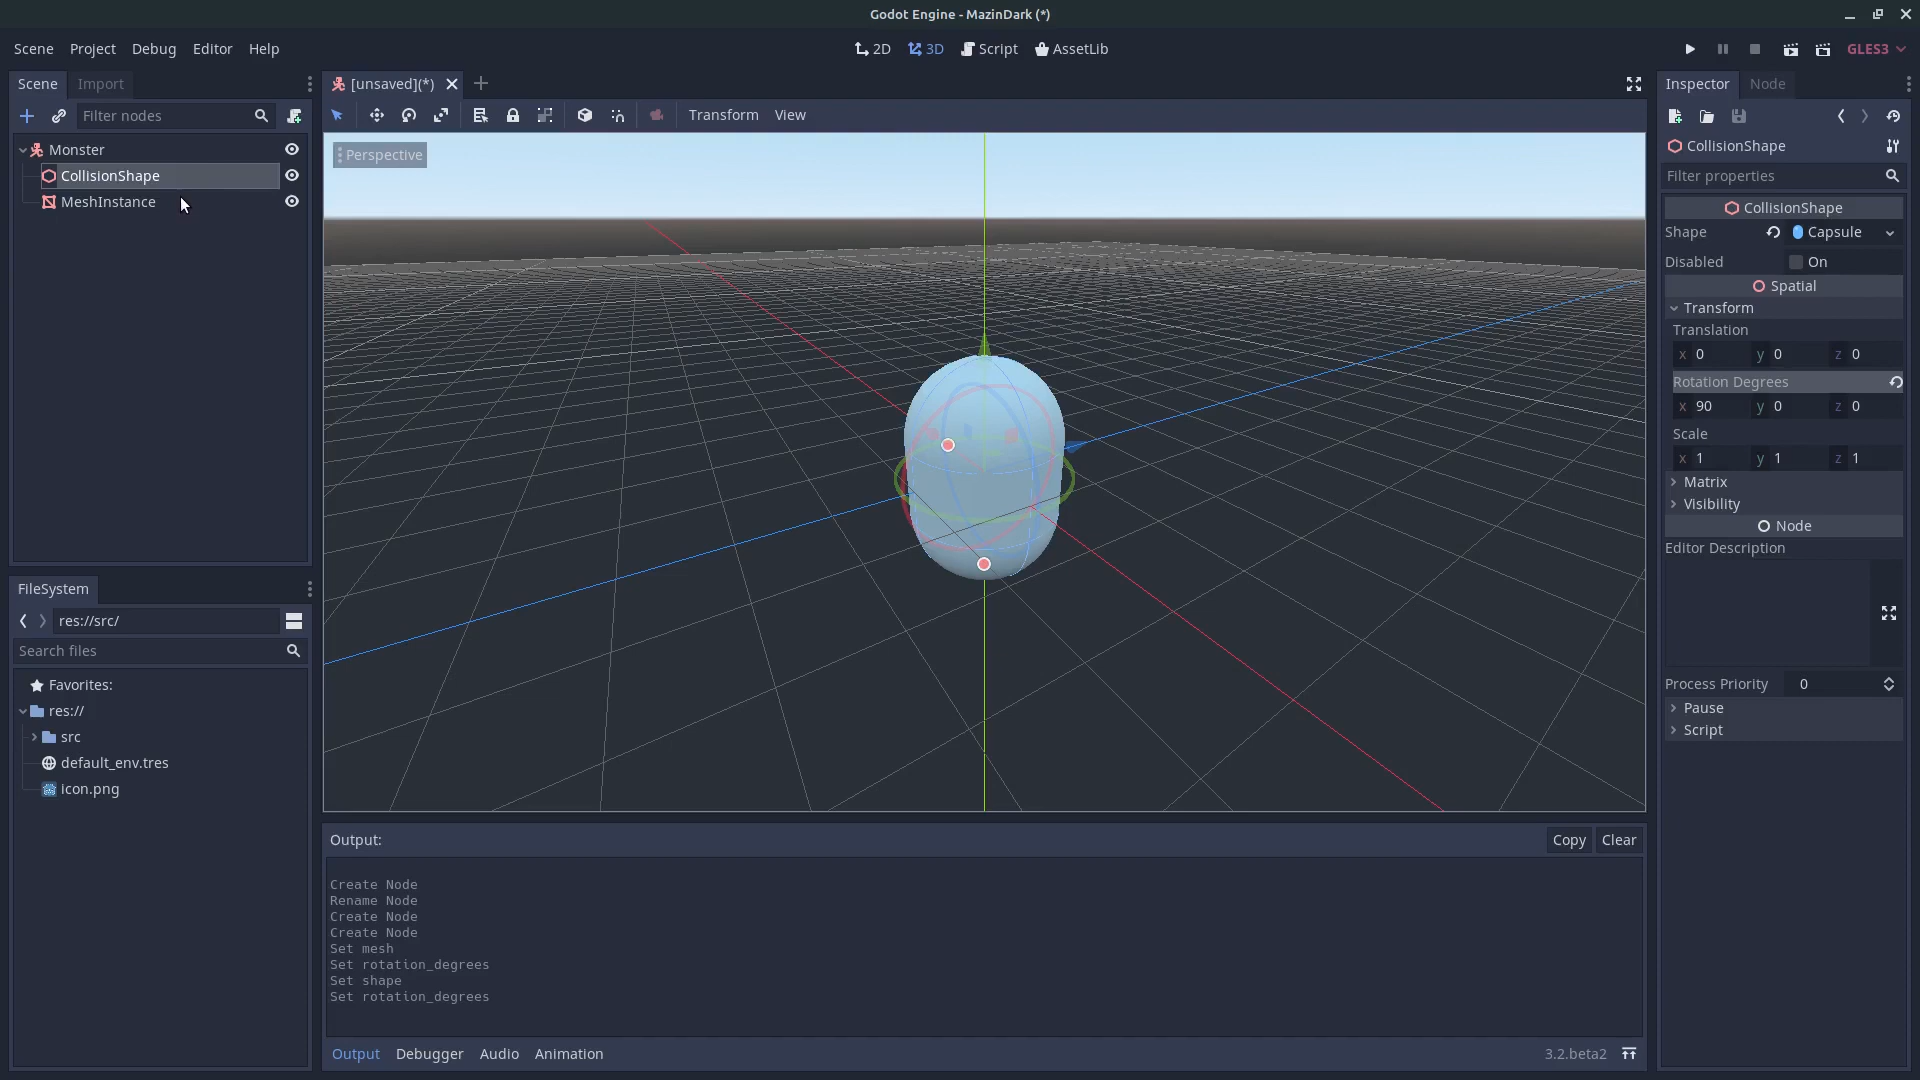 Godot Engine - MazinDark (*)
Scene Project Debug Editor Help
2D 3D Script AssetLib
GLES3
Scene Import
Filter nodes
Monster
CollisionShape
MeshInstance
FileSystem
res://src/
Search files
Favorites:
res://
src
default_env.tres
icon.png
[unsaved](*)
Transform View
Perspective
Output:
Copy Clear
Create Node
Rename Node
Create Node
Create Node
Set mesh
Set rotation_degrees
Set shape
Set rotation_degrees
Output Debugger Audio Animation
3.2.beta2
Inspector Node
CollisionShape
Filter properties
CollisionShape
Shape Capsule
Disabled On
Spatial
Transform
Translation
x 0 y 0 z 0
Rotation Degrees
x 90 y 0 z 0
Scale
x 1 y 1 z 1
Matrix
Visibility
Node
Editor Description
Process Priority 0
Pause
Script